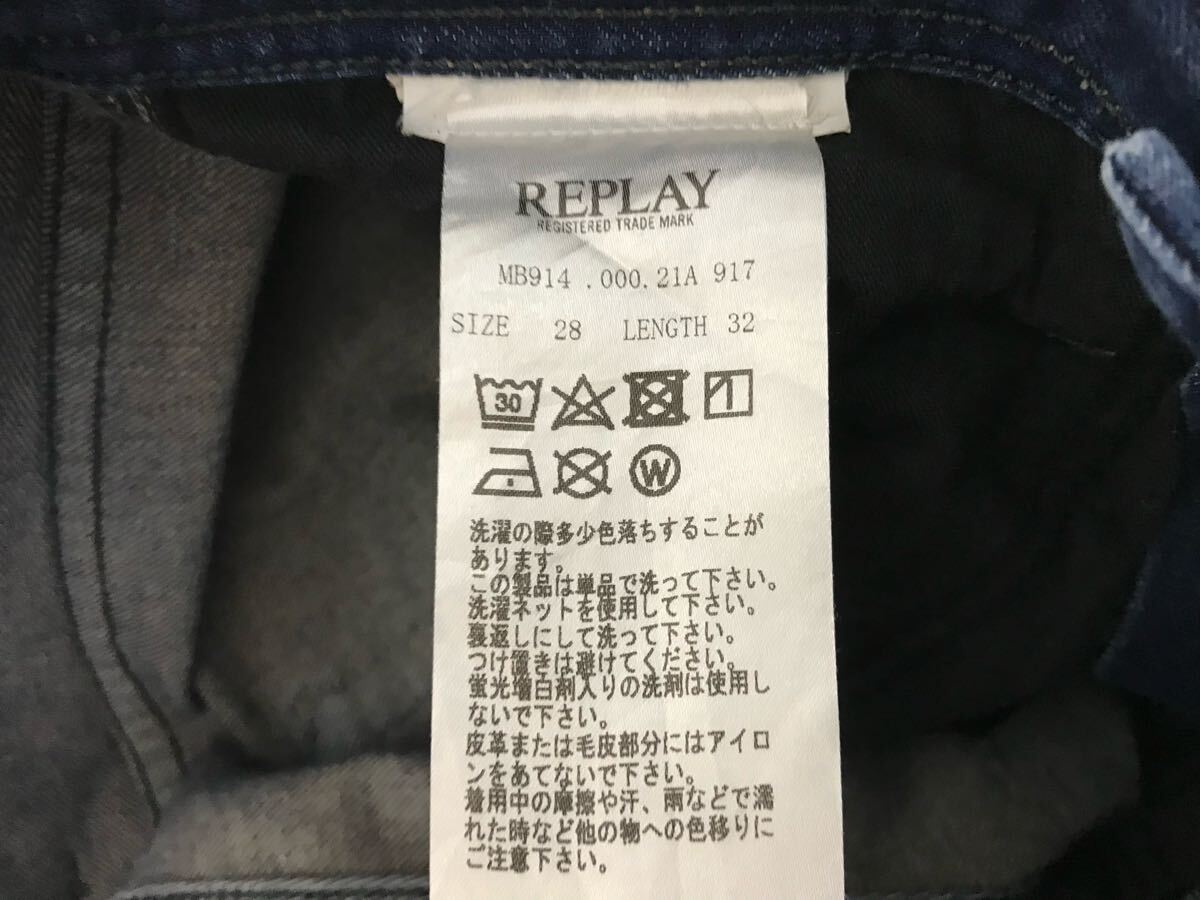 REPLAY
REGISTERED TRADE MARK
MB914 .000.21A 917
SIZE 28 LENGTH 32
30
W
洗濯の際多少色落ちすることが
あります。
この製品は単品で洗って下さい。
洗濯ネットを使用して下さい。
裏返しにして洗って下さい。
つけ置きは避けてください。
蛍光増白剤入りの洗剤は使用し
ないで下さい。
皮革または毛皮部分にはアイロ
ンをあてないで下さい。
着用中の摩擦や汗、雨などで濡
れた時など他の物への色移りに
ご注意下さい。